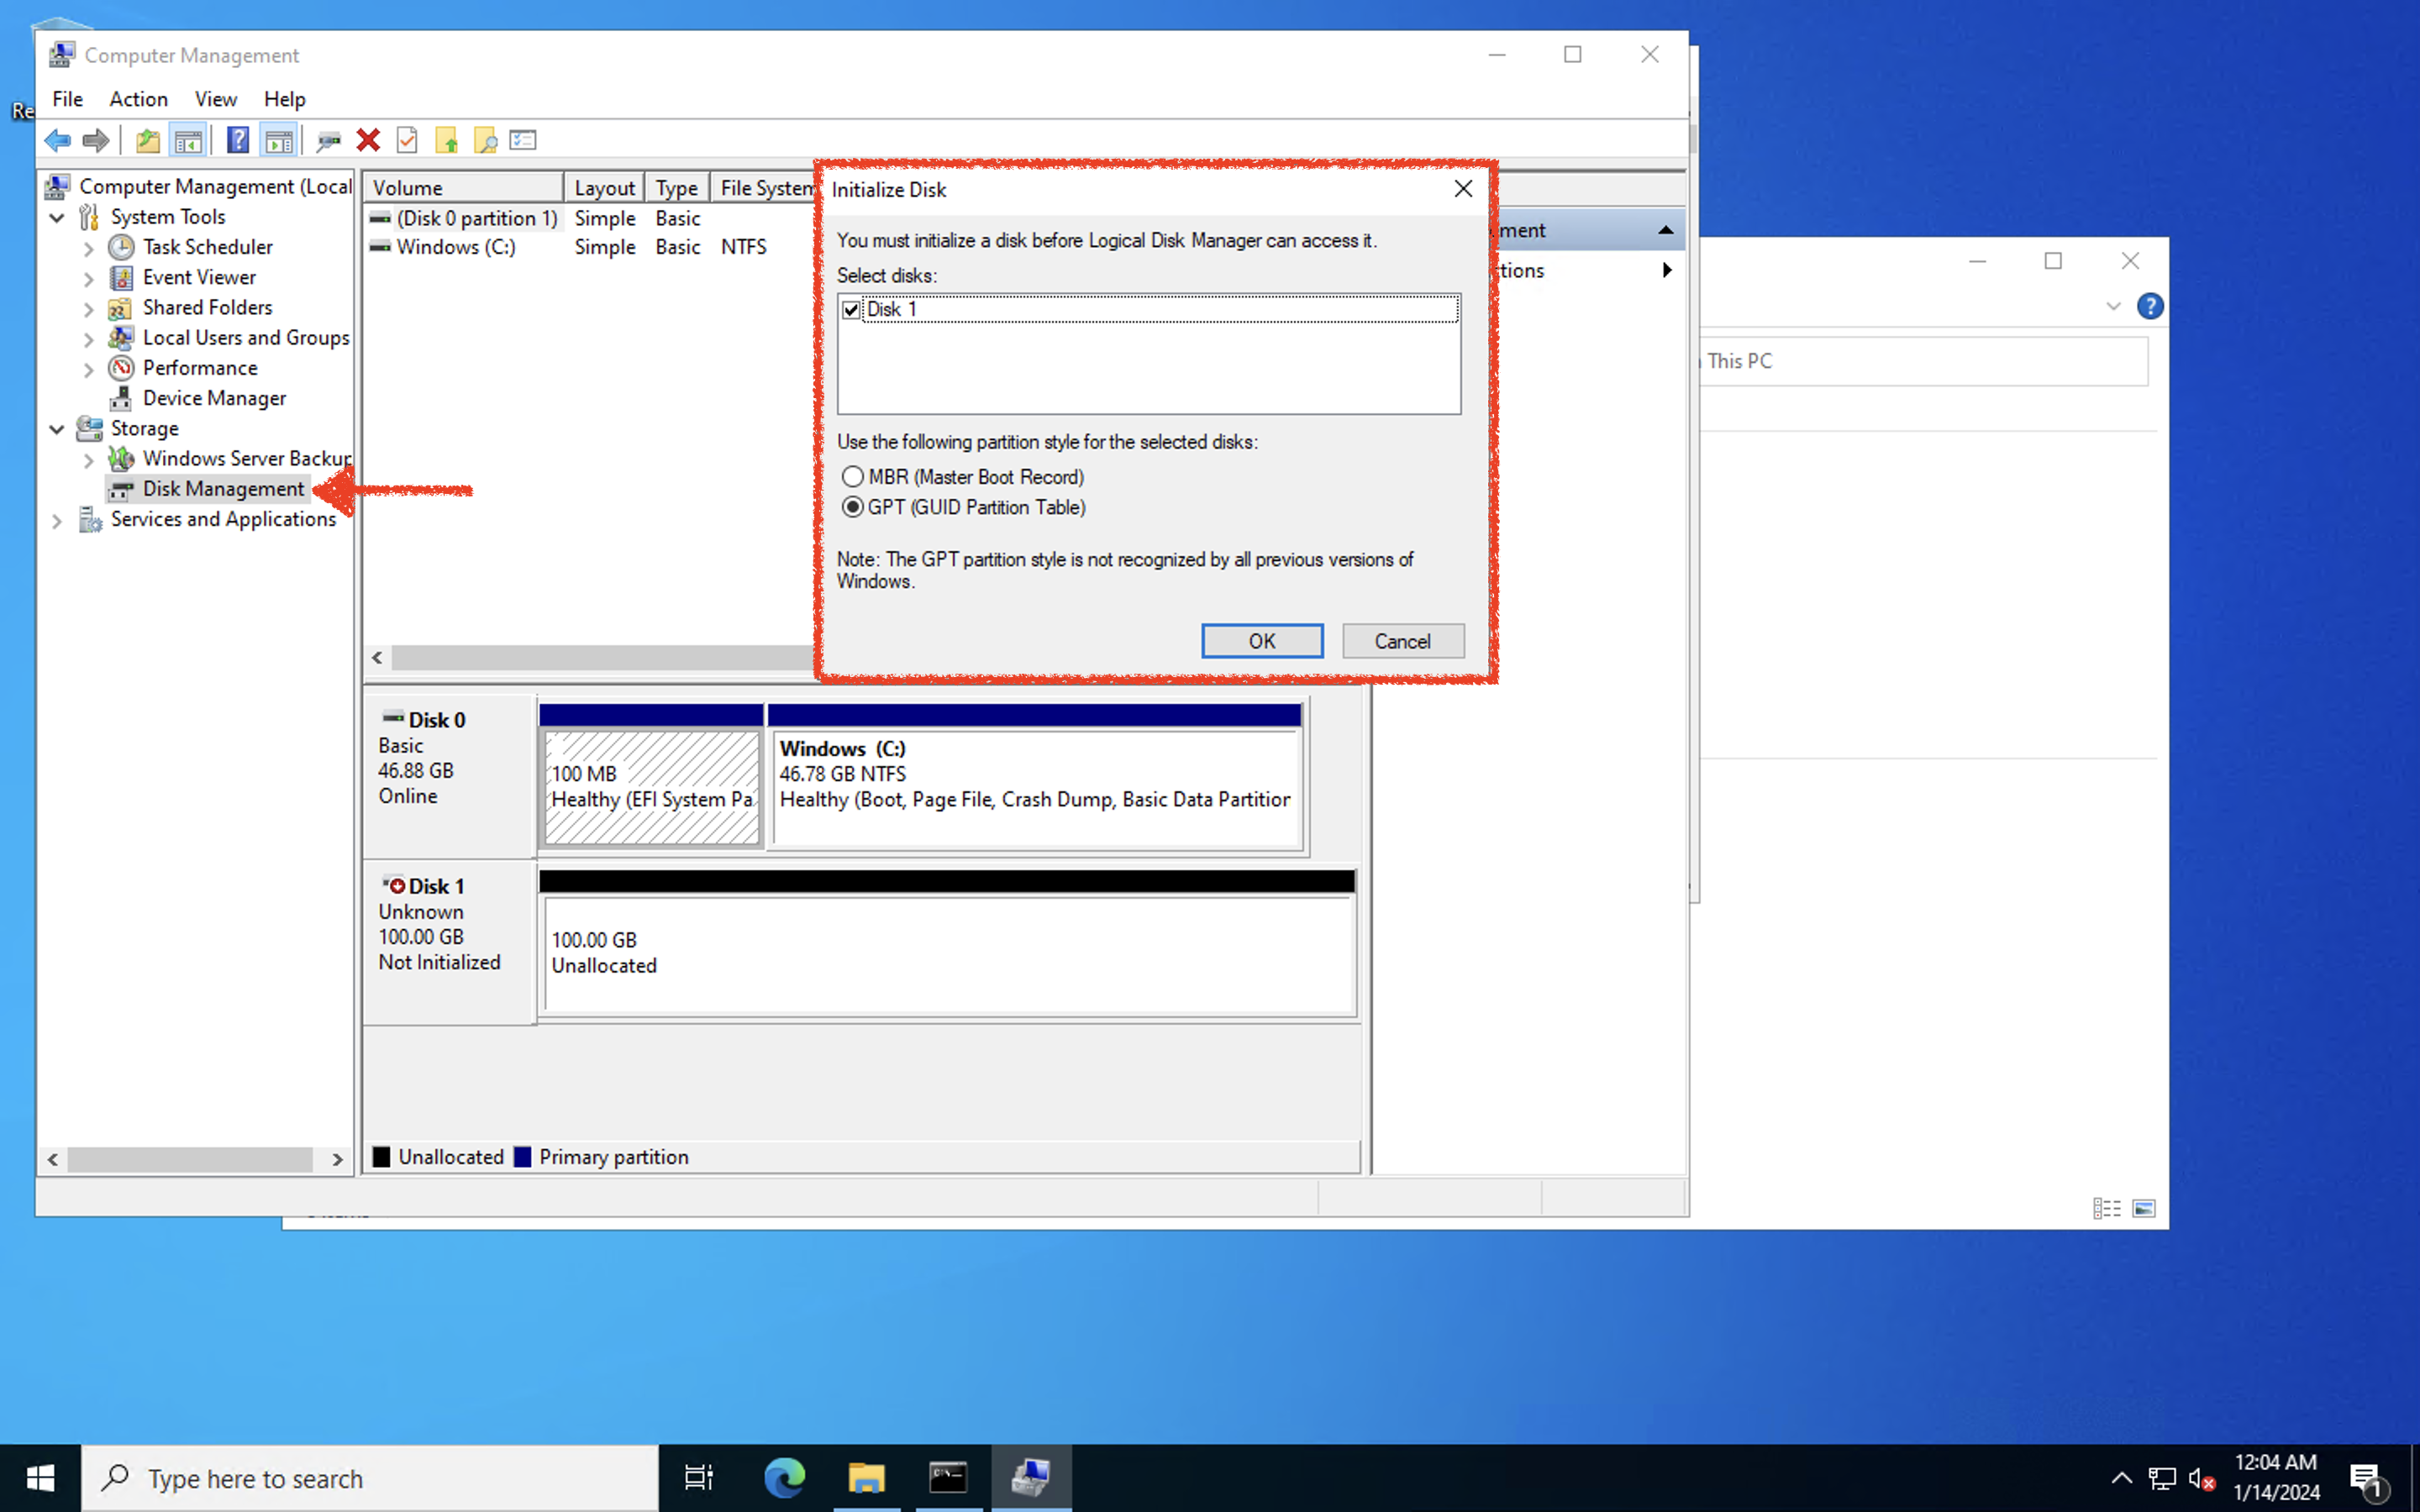 Re
Computer Management
File Action View Help
Computer Management (Local
System Tools
Task Scheduler
Event Viewer
Shared Folders
Local Users and Groups
Performance
Device Manager
Storage
Windows Server Backup
Disk Management
Services and Applications
Volume Layout Type File System
(Disk 0 partition 1) Simple Basic
Windows (C:) Simple Basic NTFS
Initialize Disk
You must initialize a disk before Logical Disk Manager can access it.
Select disks:
Disk 1
Use the following partition style for the selected disks:
MBR (Master Boot Record)
GPT (GUID Partition Table)
Note: The GPT partition style is not recognized by all previous versions of
Windows.
OK Cancel
ment
tions
This PC
Disk 0
Basic
46.88 GB
Online
100 MB
Healthy (EFI System Pa
Windows (C:)
46.78 GB NTFS
Healthy (Boot, Page File, Crash Dump, Basic Data Partition
Disk 1
Unknown
100.00 GB
Not Initialized
100.00 GB
Unallocated
Unallocated Primary partition
Type here to search
12:04 AM
1/14/2024
1